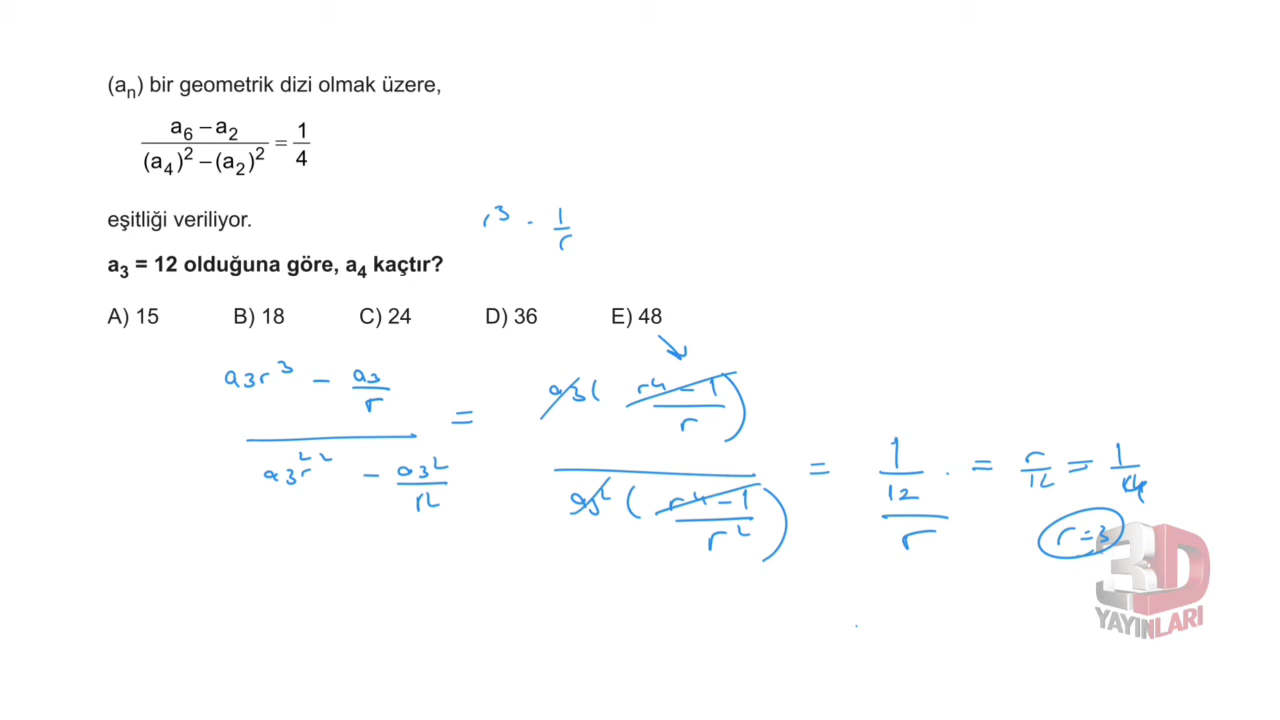 (aₙ) bir geometrik dizi olmak üzere,
a₆ – a₂ / (a₄)² – (a₂)² = 1/4
eşitliği veriliyor.
r³ - 1/r
a₃ = 12 olduğuna göre, a₄ kaçtır?
A) 15 B) 18 C) 24 D) 36 E) 48
a₃r³ – a₃/r / a₃²r² – a₃²/r² = a₃( r⁴ – 1 / r ) / a₃² ( r⁴ – 1 / r² ) = 1/12 / r = r/12 = 1/4
r = 3
3D
YAYINLARI